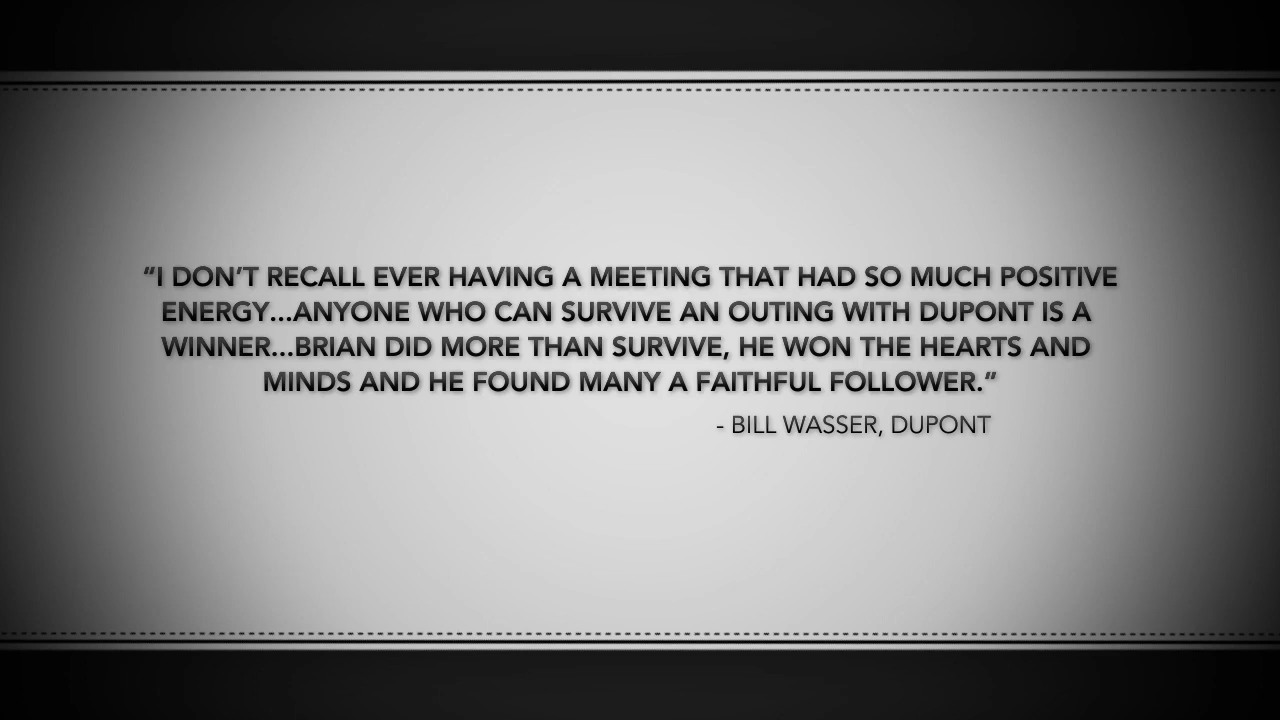 “I DON’T RECALL EVER HAVING A MEETING THAT HAD SO MUCH POSITIVE
ENERGY...ANYONE WHO CAN SURVIVE AN OUTING WITH DUPONT IS A
WINNER...BRIAN DID MORE THAN SURVIVE, HE WON THE HEARTS AND
MINDS AND HE FOUND MANY A FAITHFUL FOLLOWER.”
- BILL WASSER, DUPONT